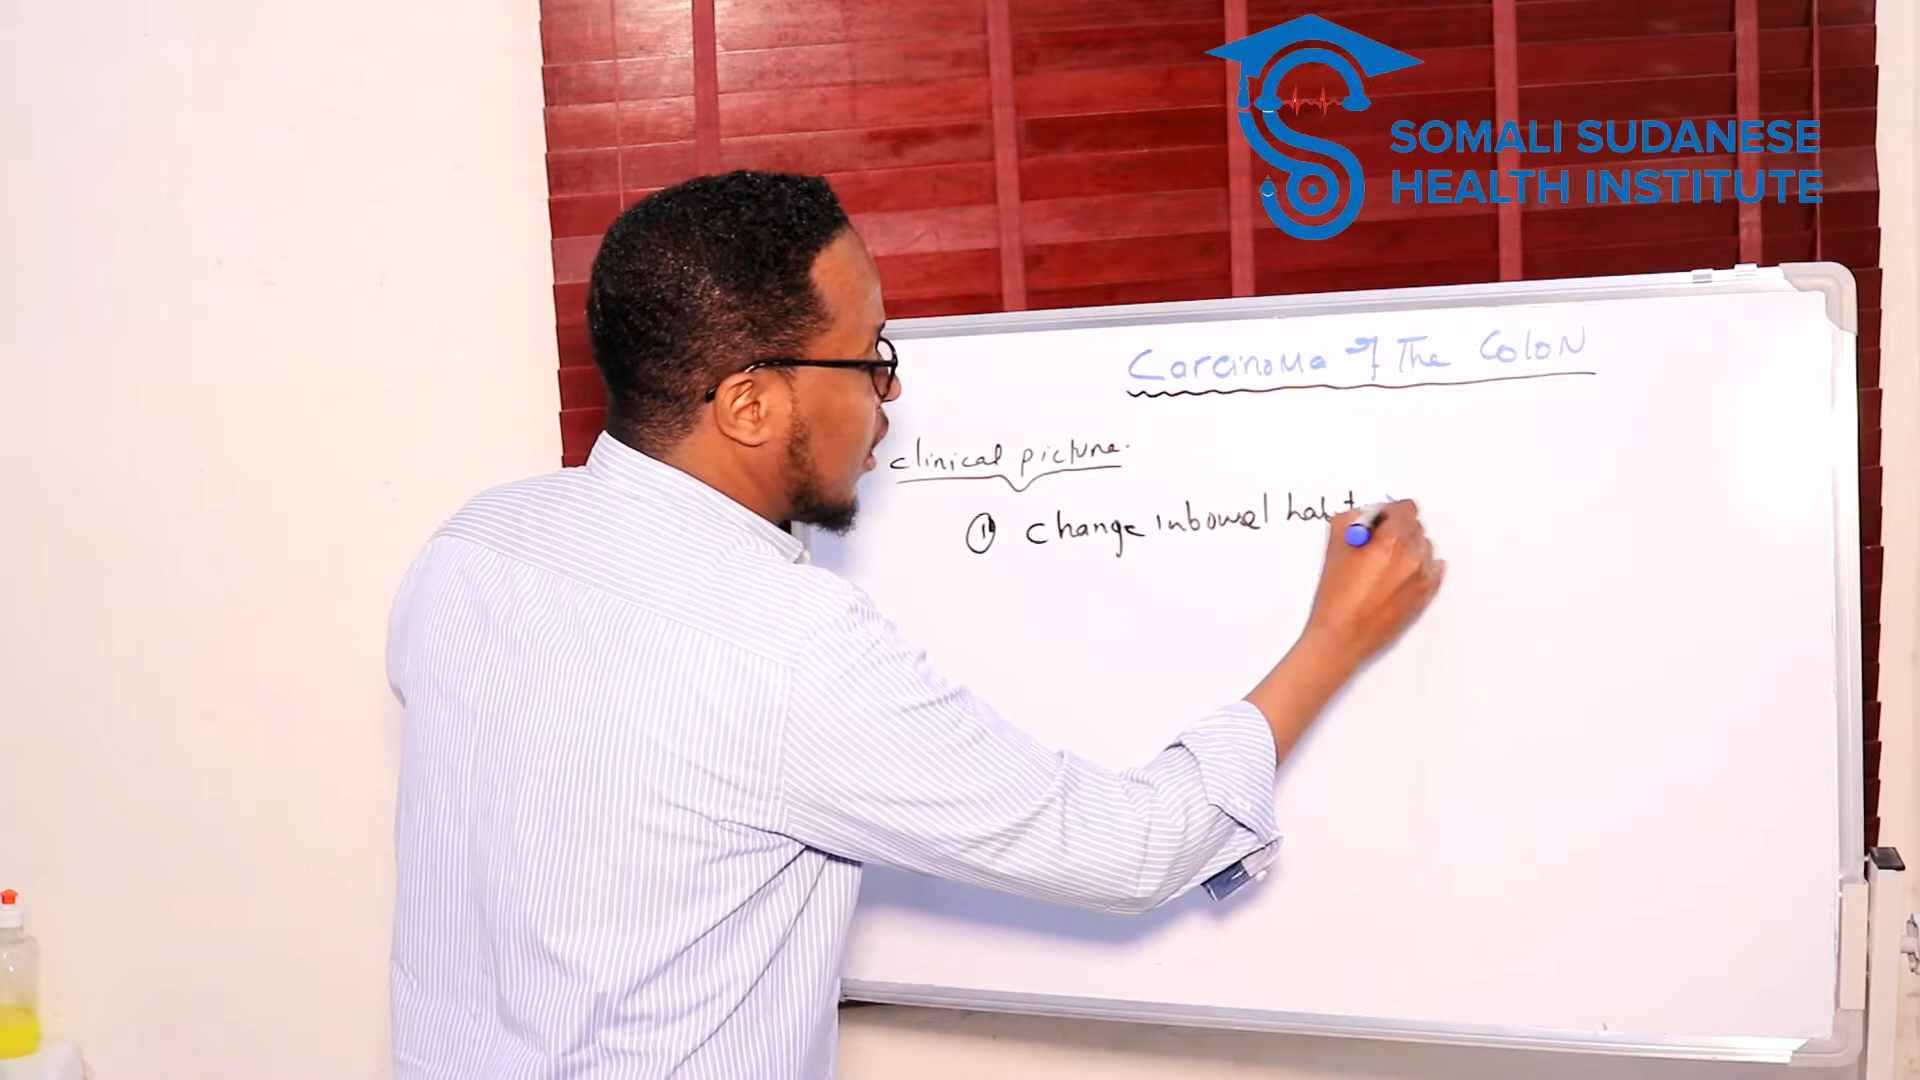 SOMALI SUDANESE
HEALTH INSTITUTE
Carcinoma of The Colon
clinical picture.
① change in bowel habit